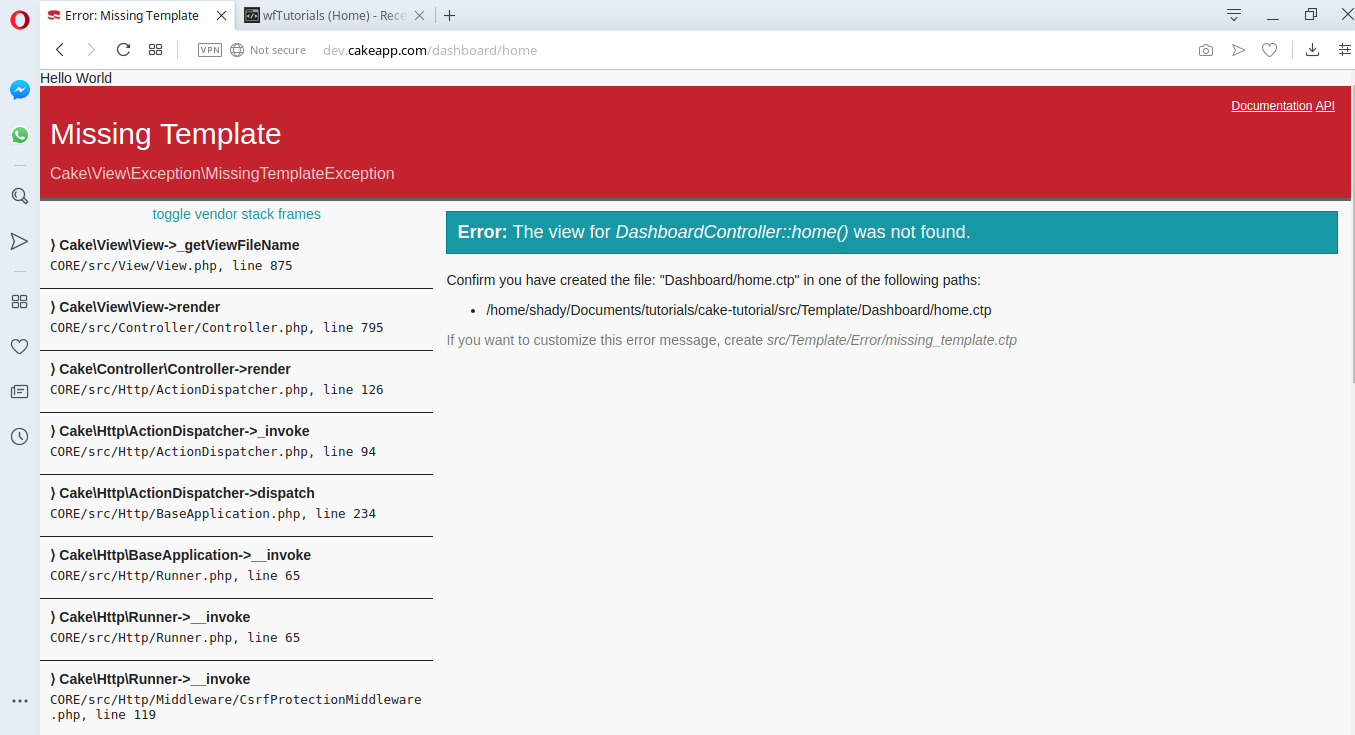 Error: Missing Template
wfTutorials (Home) - Rece
VPN
Not secure
dev.cakeapp.com/dashboard/home
Hello World
Documentation API
Missing Template
Cake\View\Exception\MissingTemplateException
toggle vendor stack frames
⟩ Cake\View\View->_getViewFileName
CORE/src/View/View.php, line 875
⟩ Cake\View\View->render
CORE/src/Controller/Controller.php, line 795
⟩ Cake\Controller\Controller->render
CORE/src/Http/ActionDispatcher.php, line 126
⟩ Cake\Http\ActionDispatcher->_invoke
CORE/src/Http/ActionDispatcher.php, line 94
⟩ Cake\Http\ActionDispatcher->dispatch
CORE/src/Http/BaseApplication.php, line 234
⟩ Cake\Http\BaseApplication->__invoke
CORE/src/Http/Runner.php, line 65
⟩ Cake\Http\Runner->__invoke
CORE/src/Http/Runner.php, line 65
⟩ Cake\Http\Runner->__invoke
CORE/src/Http/Middleware/CsrfProtectionMiddleware
.php, line 119
Error: The view for DashboardController::home() was not found.
Confirm you have created the file: "Dashboard/home.ctp" in one of the following paths:
• /home/shady/Documents/tutorials/cake-tutorial/src/Template/Dashboard/home.ctp
If you want to customize this error message, create src/Template/Error/missing_template.ctp